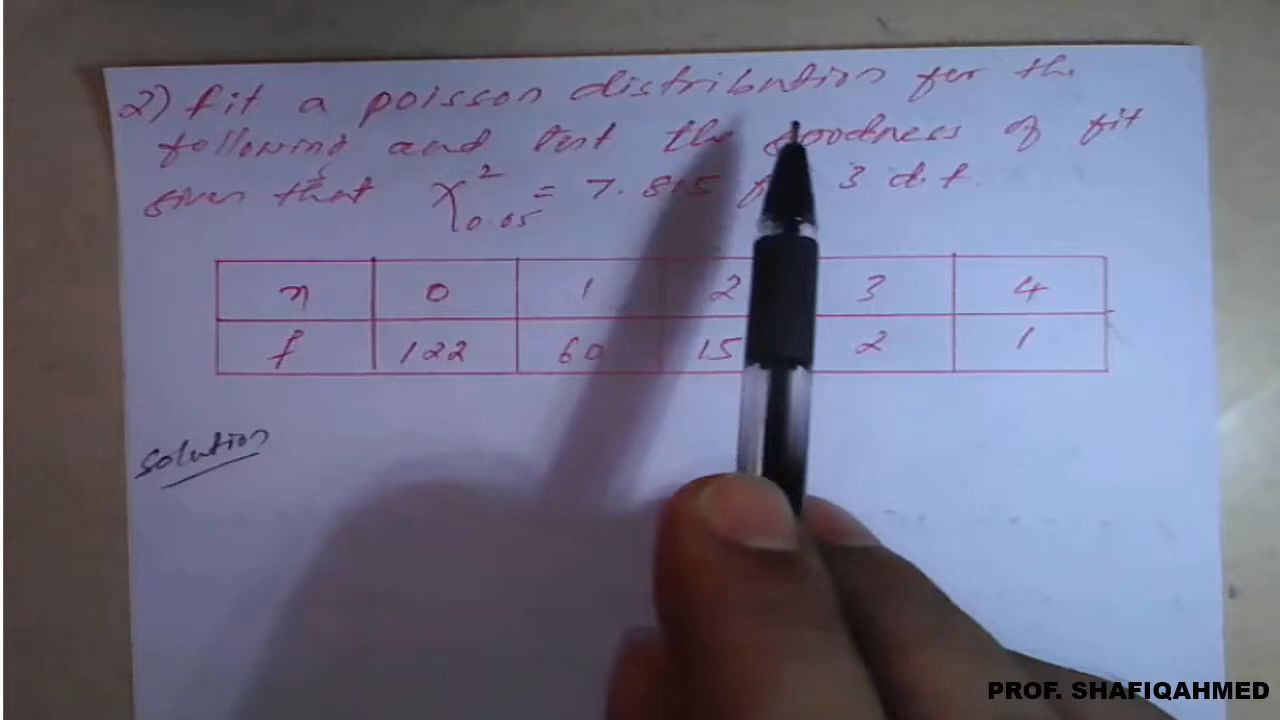 2) fit a poisson distribution for the
following and test the goodness of fit
given that χ²0.05 = 7.815 for 3 d.f.
x 0 1 2 3 4
f 122 60 15 2 1
Solution
PROF. SHAFIQAHMED